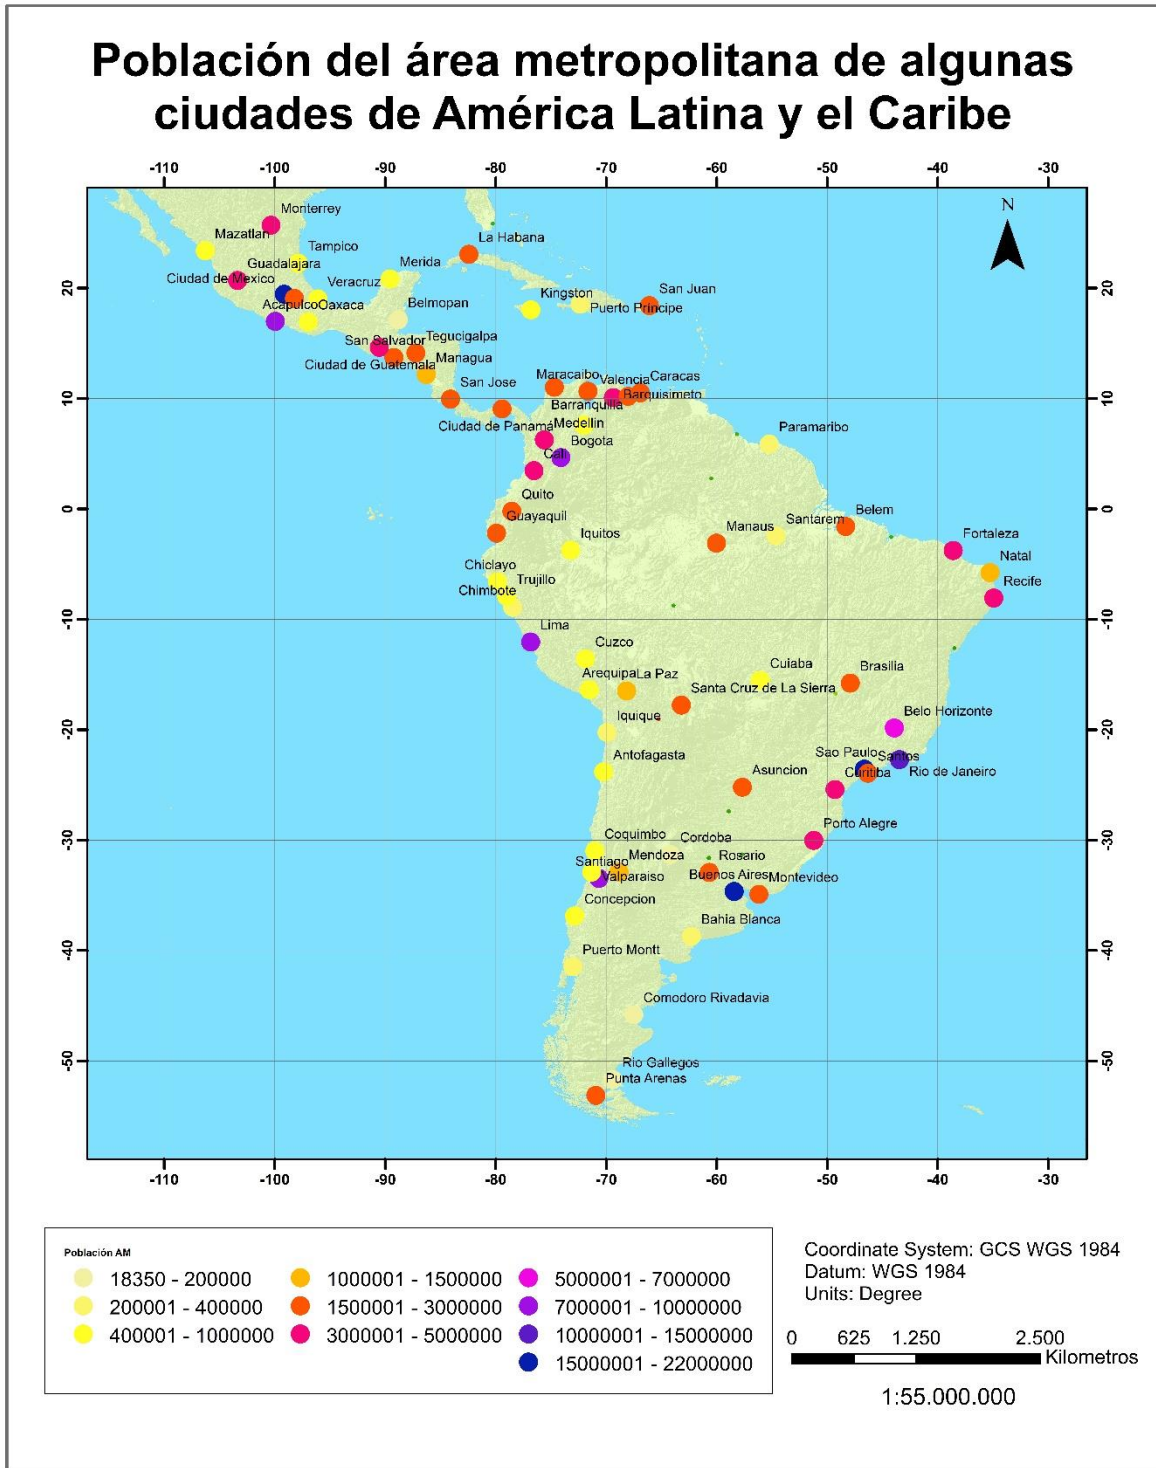 Población del área metropolitana de algunas
ciudades de América Latina y el Caribe
-110 -100 -90 -80 -70 -60 -50 -40 -30
N
20 10 0 -10 -20 -30 -40 -50
20 10 0 -10 -20 -30 -40 -50
Monterrey
Mazatlan
La Habana
Tampico
Guadalajara
Merida
Ciudad de Mexico
Veracruz
Kingston
San Juan
Belmopan
Puerto Príncipe
Acapulco
Oaxaca
Tegucigalpa
San Salvador
Managua
Ciudad de Guatemala
San Jose
Maracaibo
Valencia
Caracas
Barquisimeto
Barranquilla
Ciudad de Panamá
Medellin
Bogota
Paramaribo
Cali
Quito
Guayaquil
Santarem
Belem
Manaus
Iquitos
Fortaleza
Natal
Chiclayo
Trujillo
Recife
Chimbote
Lima
Cuzco
Cuiaba
Brasilia
Arequipa
La Paz
Santa Cruz de La Sierra
Iquique
Belo Horizonte
Sao Paulo
Santos
Antofagasta
Asuncion
Curitiba
Rio de Janeiro
Porto Alegre
Coquimbo
Cordoba
Santiago
Mendoza
Rosario
Valparaiso
Buenos Aires
Montevideo
Concepcion
Bahia Blanca
Puerto Montt
Comodoro Rivadavia
Rio Gallegos
Punta Arenas
-110 -100 -90 -80 -70 -60 -50 -40 -30
Población AM
18350 - 200000
200001 - 400000
400001 - 1000000
1000001 - 1500000
1500001 - 3000000
3000001 - 5000000
5000001 - 7000000
7000001 - 10000000
10000001 - 15000000
15000001 - 22000000
Coordinate System: GCS WGS 1984
Datum: WGS 1984
Units: Degree
0 625 1.250 2.500
Kilometros
1:55.000.000